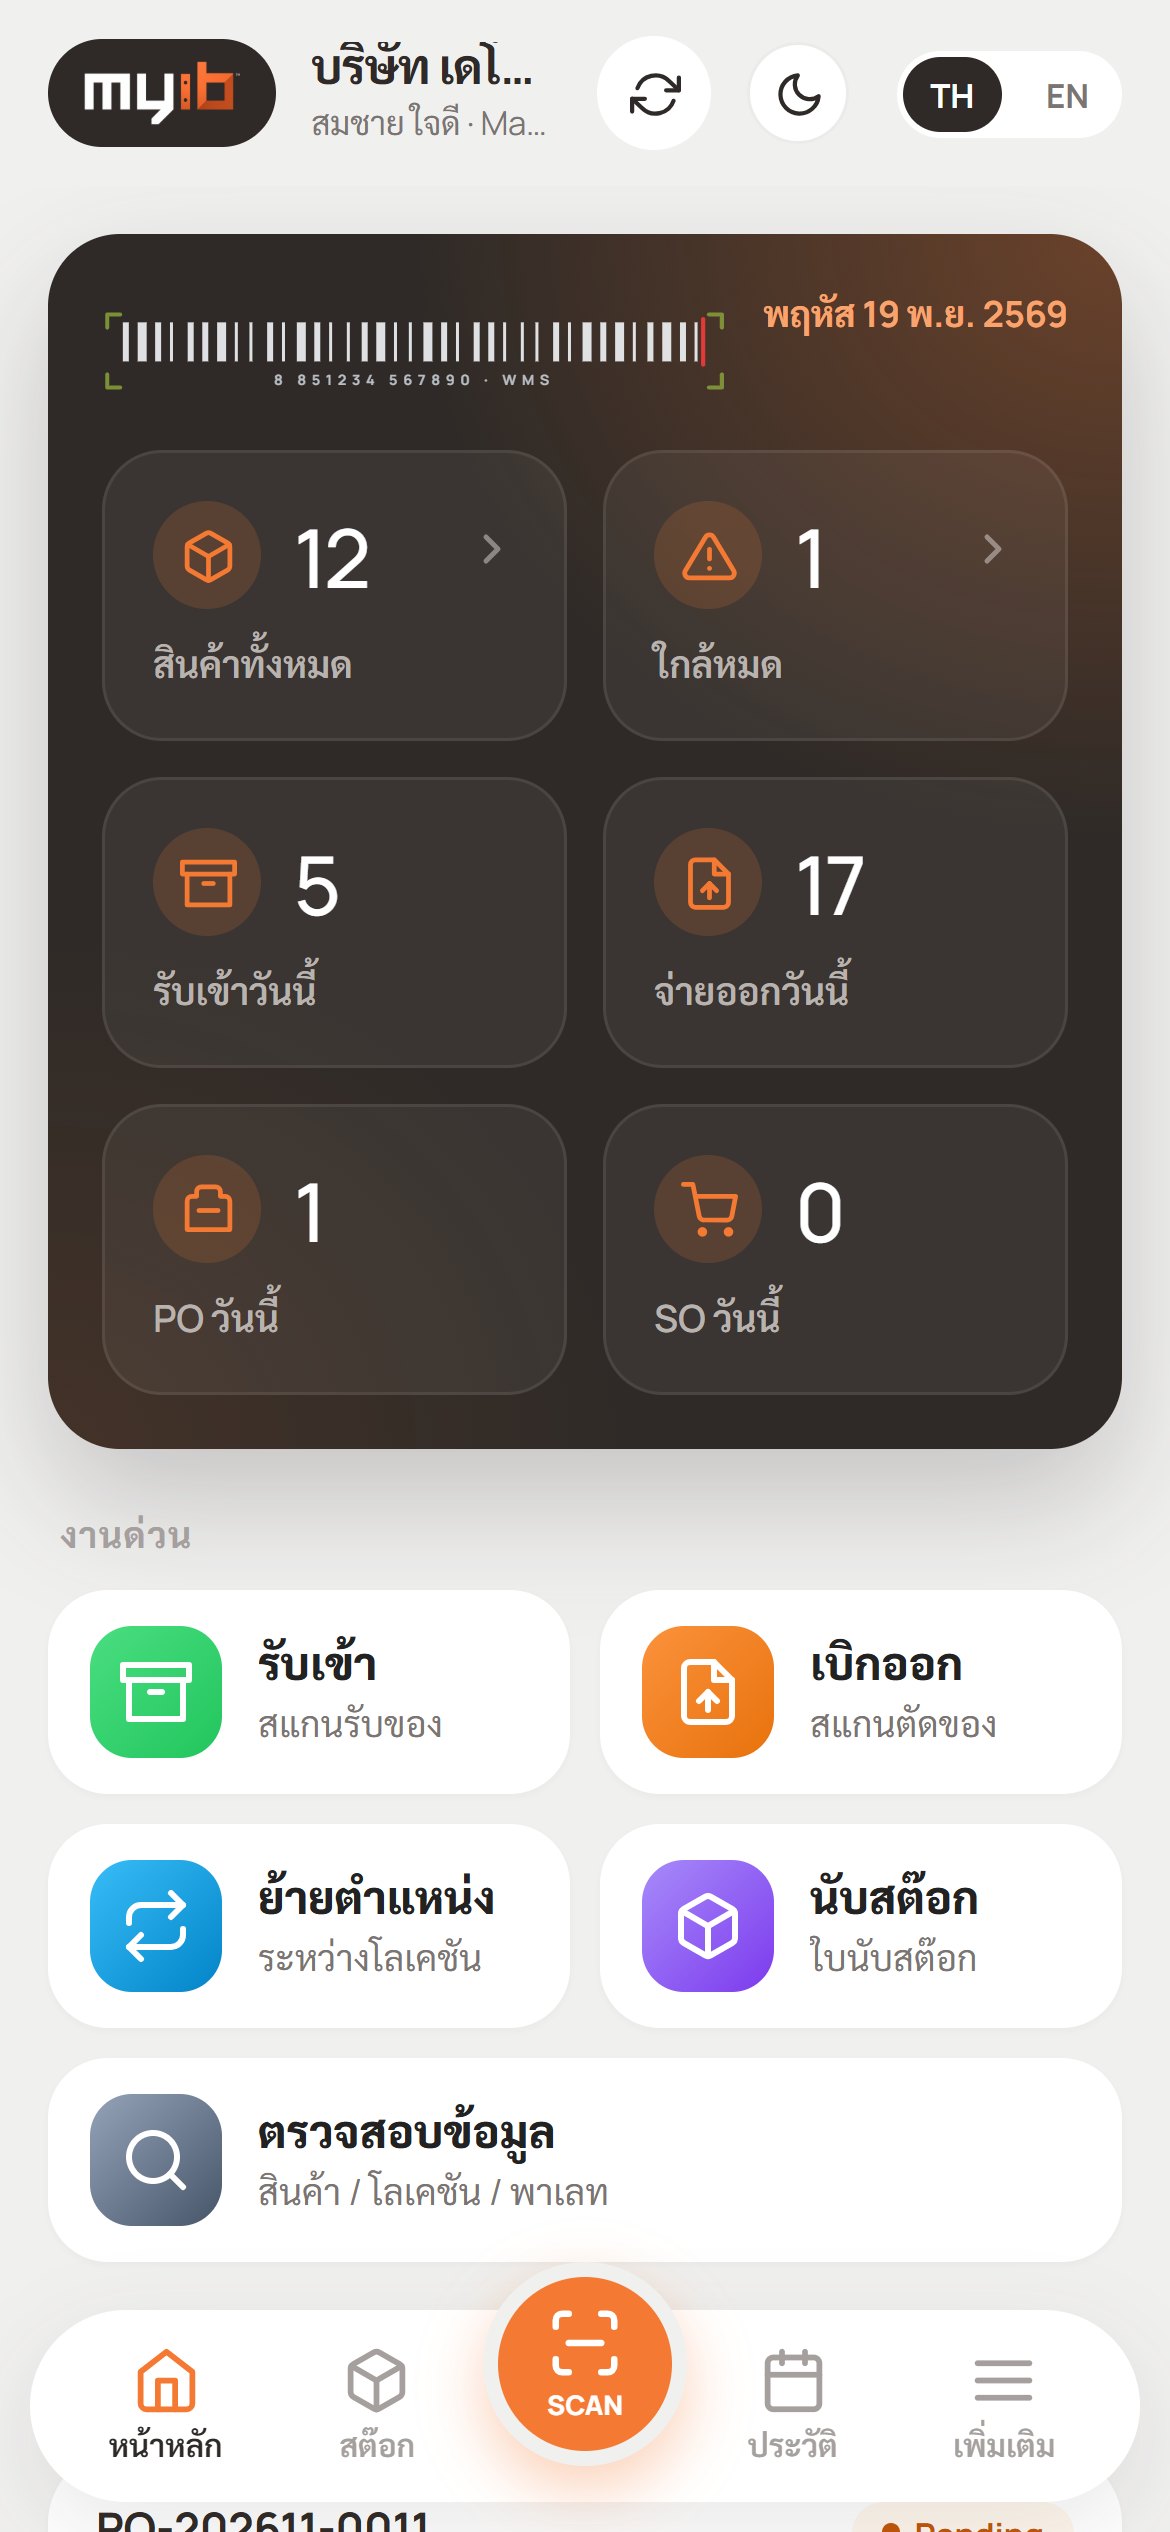 myib
บริษัท เดโ...
สมชาย ใจดี · Ma...
TH
EN
พฤหัส 19 พ.ย. 2569
8 851234 567890 · WMS
12
สินค้าทั้งหมด
1
ใกล้หมด
5
รับเข้าวันนี้
17
จ่ายออกวันนี้
1
PO วันนี้
0
SO วันนี้
งานด่วน
รับเข้า
สแกนรับของ
เบิกออก
สแกนตัดของ
ย้ายตำแหน่ง
ระหว่างโลเคชัน
นับสต๊อก
ใบนับสต๊อก
ตรวจสอบข้อมูล
สินค้า / โลเคชัน / พาเลท
หน้าหลัก
สต๊อก
SCAN
ประวัติ
เพิ่มเติม
PO-202611-0011
Pending